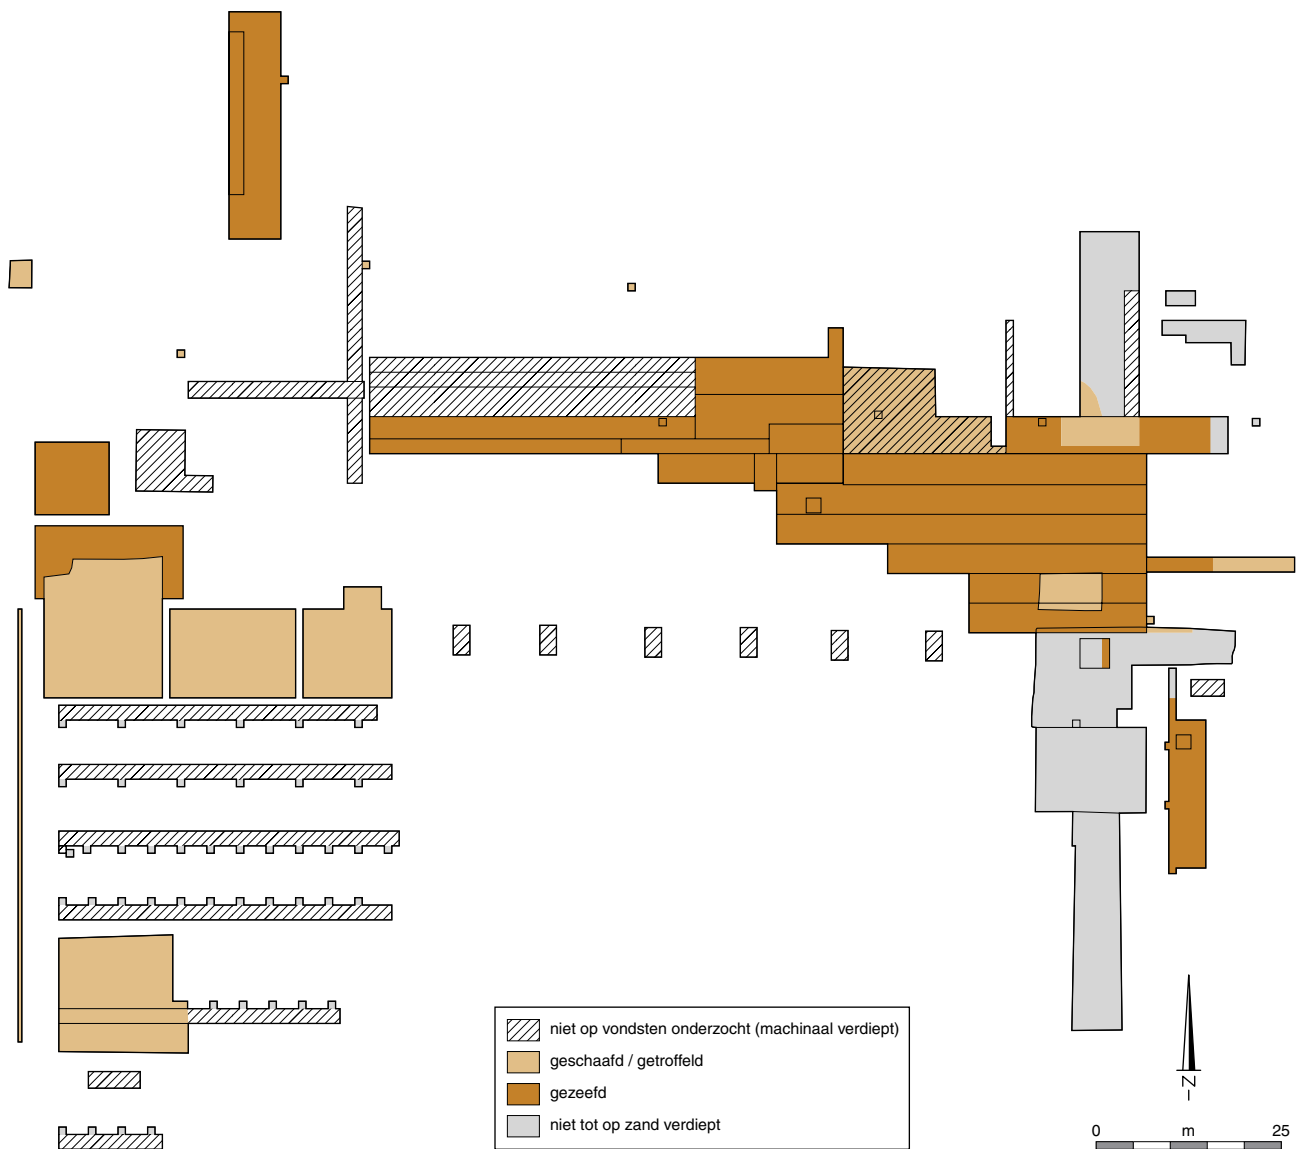 niet op vondsten onderzocht (machinaal verdiept)
geschaafd / getroffeld
gezeefd
niet tot op zand verdiept
N
0 m 25